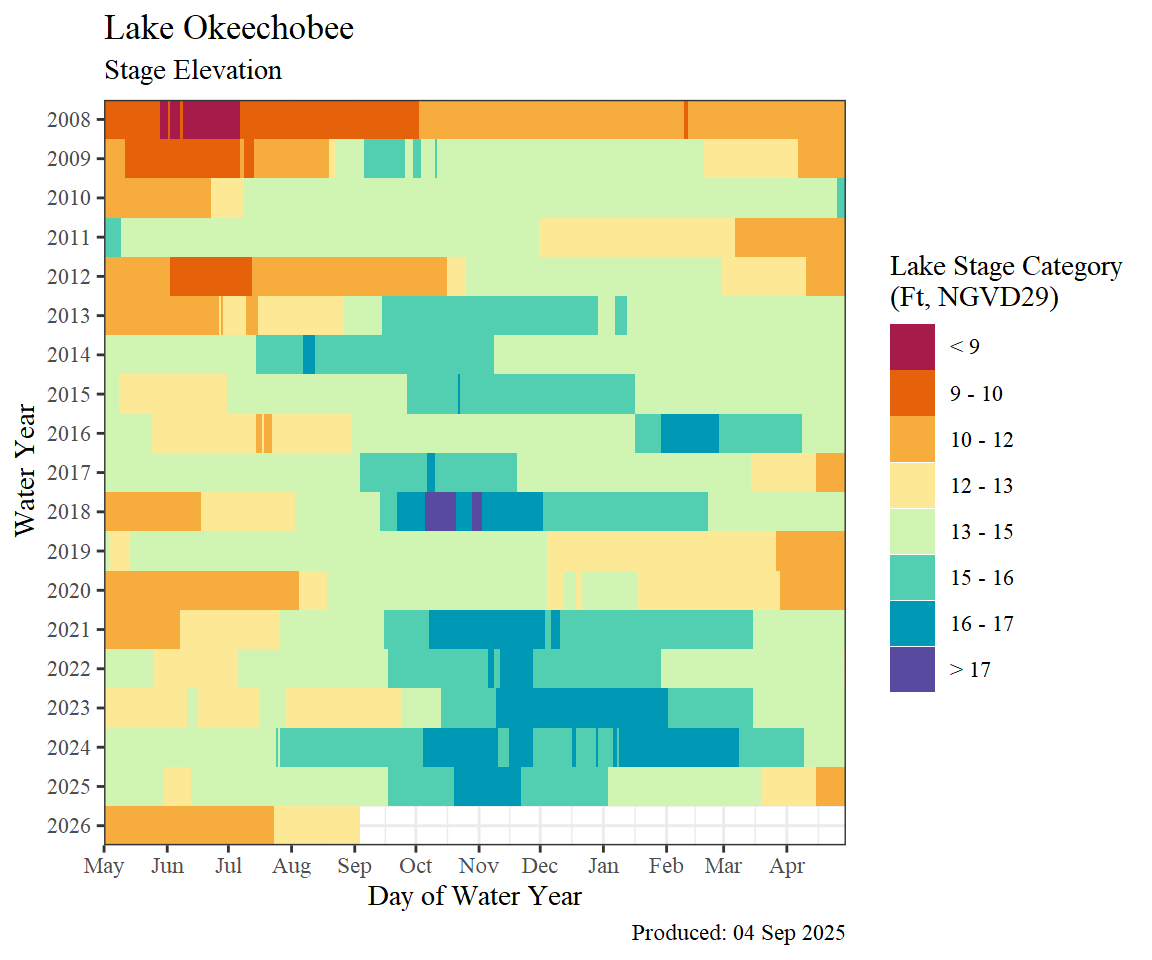 Lake Okeechobee
Stage Elevation
Water Year
2008
2009
2010
2011
2012
2013
2014
2015
2016
2017
2018
2019
2020
2021
2022
2023
2024
2025
2026
May Jun Jul Aug Sep Oct Nov Dec Jan Feb Mar Apr
Day of Water Year
Lake Stage Category
(Ft, NGVD29)
< 9
9 - 10
10 - 12
12 - 13
13 - 15
15 - 16
16 - 17
> 17
Produced: 04 Sep 2025